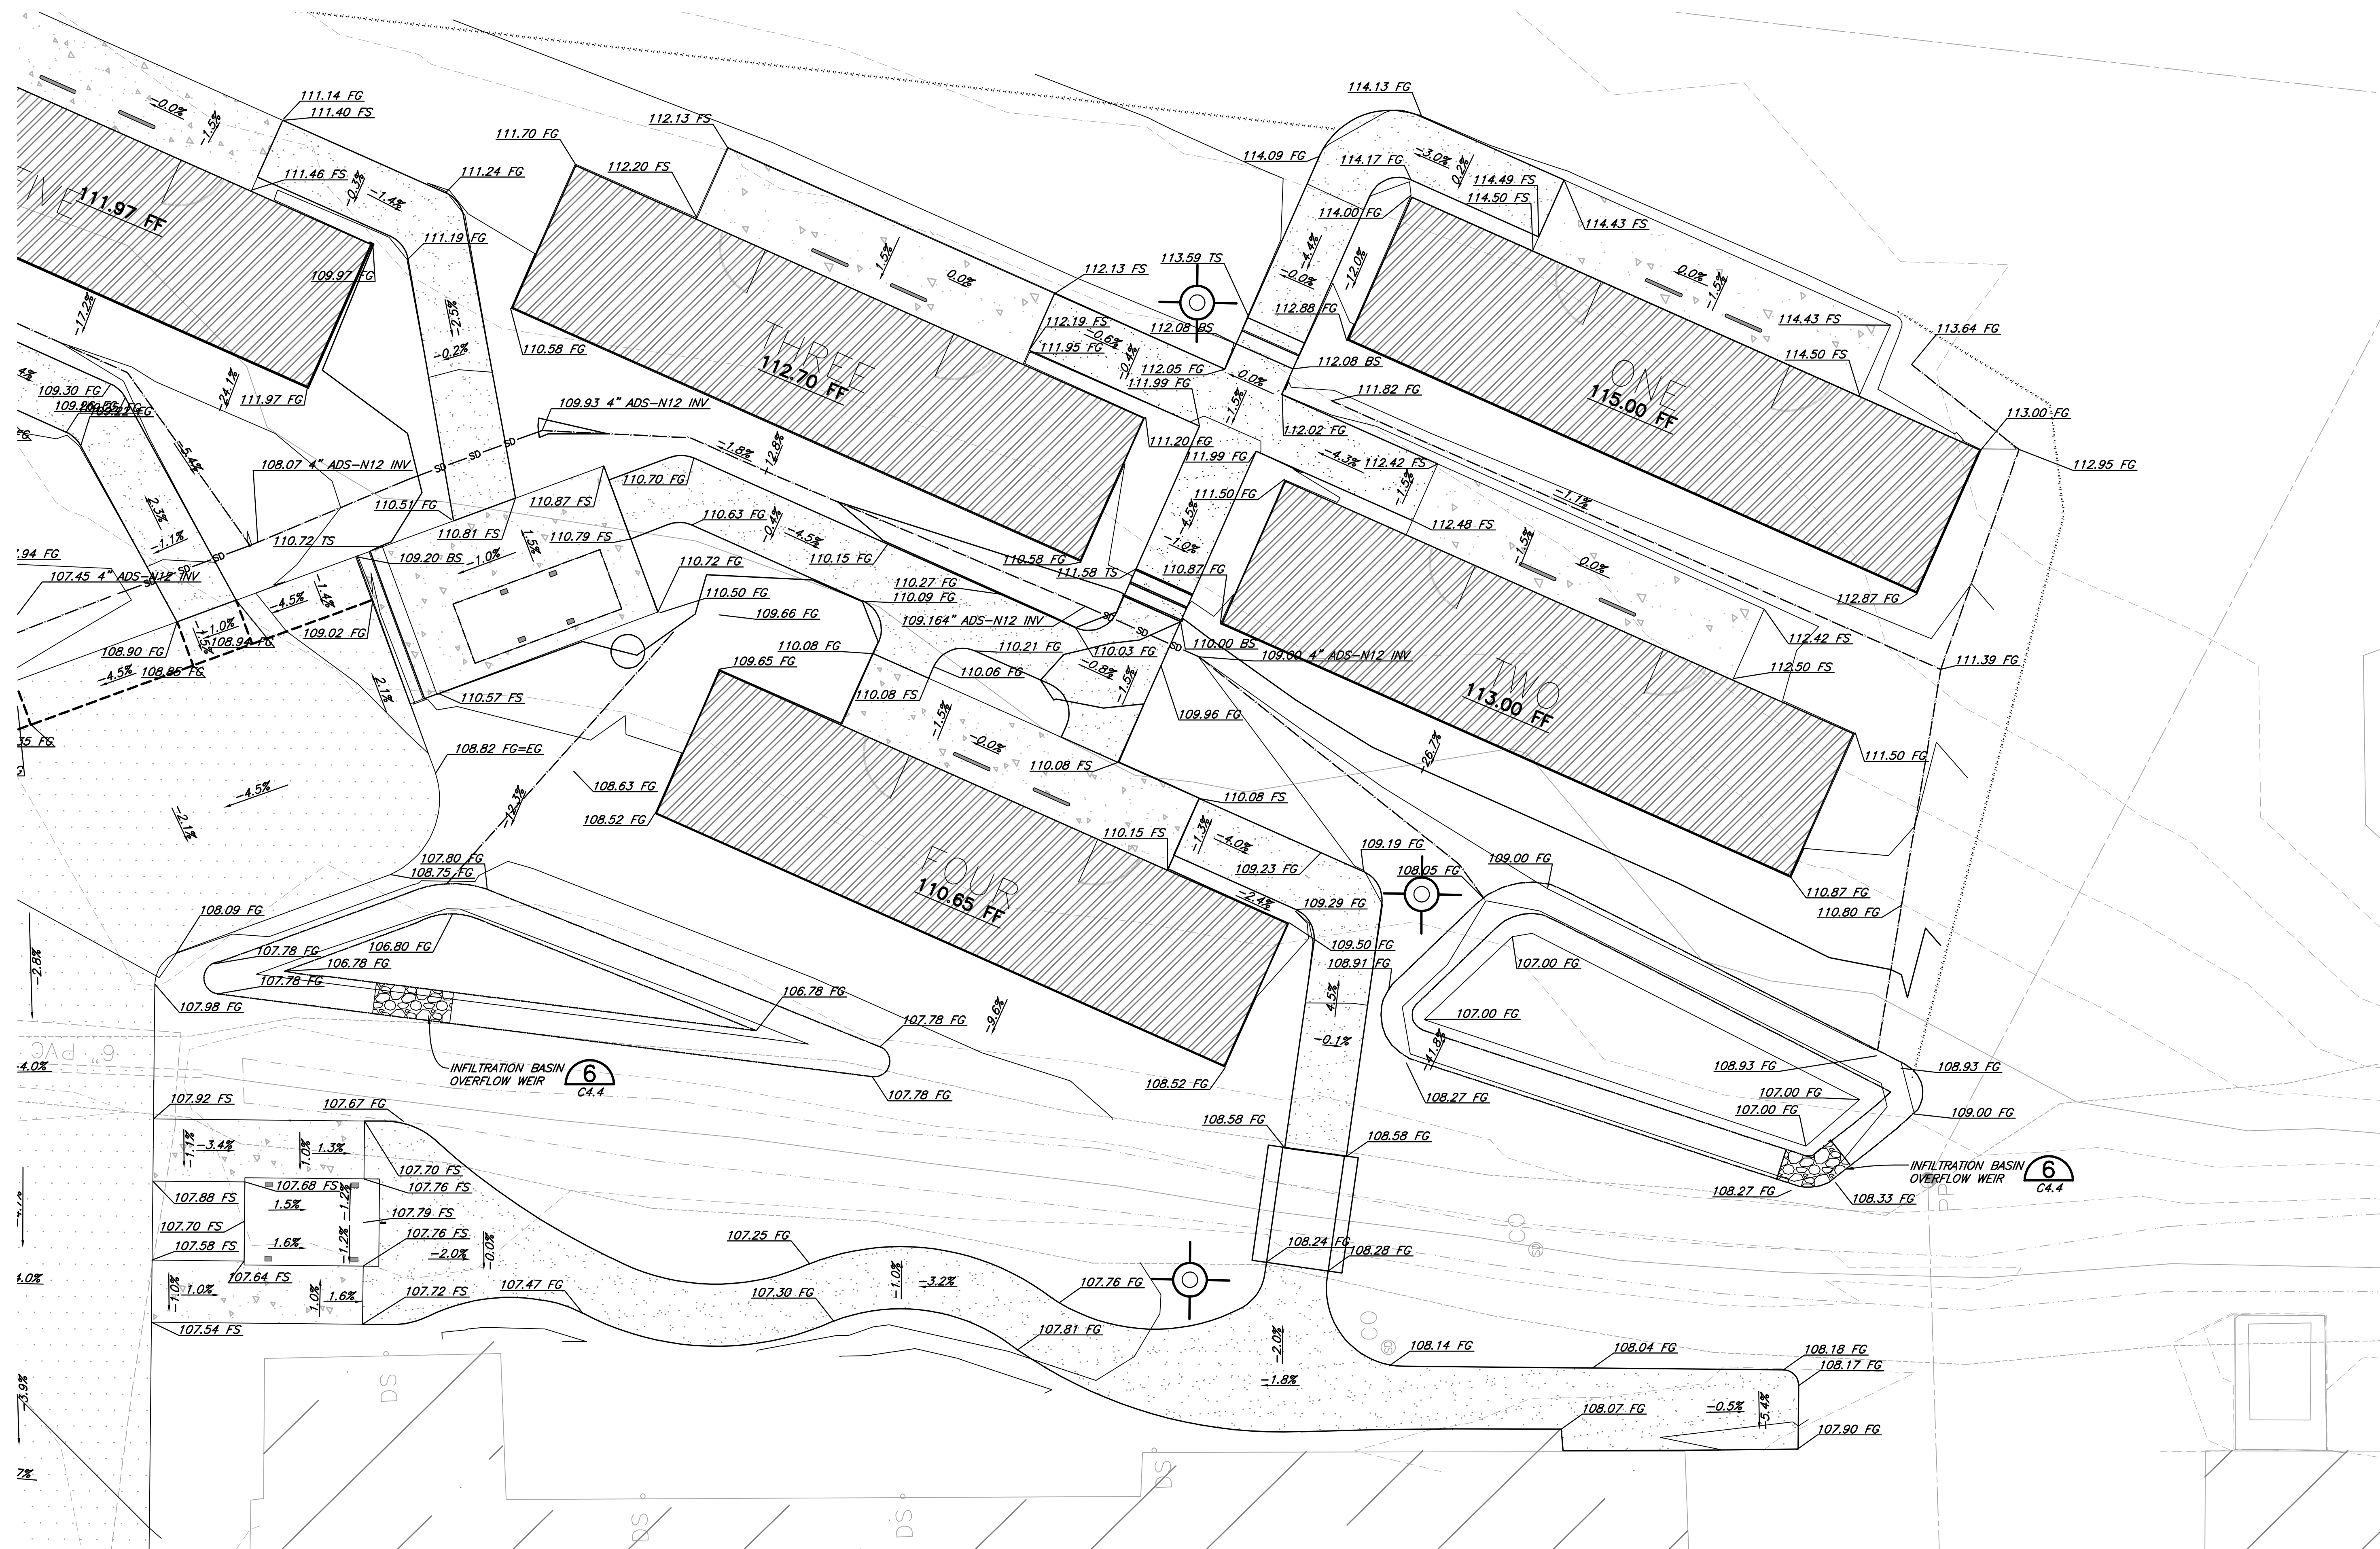 114.13 FG
111.14 FG
111.40 FS
-0.0%
-1.5%
112.13 FS
111.70 FG
112.20 FS
114.09 FG
114.17 FG
-3.0%
0.2%
114.49 FS
114.50 FS
111.46 FS
-0.3%
-1.4%
111.24 FG
114.00 FG
114.43 FS
111.97 FF
111.19 FG
109.97 FG
1.5%
0.0%
112.13 FS
113.59 TS
-4.4%
-0.0%
-12.0%
0.0%
-1.5%
-17.2%
-2.5%
-0.2%
112.88 FG
112.19 FS
112.08 BS
-0.6%
-0.4%
111.95 FG
114.43 FS
113.64 FG
110.58 FG
THREE
112.70 FF
112.05 FG
111.99 FG
-0.0%
-1.5%
112.08 BS
111.82 FG
114.50 FS
ONE
115.00 FF
109.30 FG
-24.1%
111.97 FG
109.93 4" ADS-N12 INV
113.00 FG
112.02 FG
111.20 FG
111.99 FG
-4.3%
112.42 FS
-1.5%
-5.4%
SD
SD
SD
-1.8%
-12.8%
112.95 FG
108.07 4" ADS-N12 INV
110.70 FG
110.87 FS
110.51 FG
111.50 FG
-1.1%
2.3%
-1.1%
110.63 FG
-0.4%
-4.5%
112.48 FS
-4.5%
-1.0%
110.72 TS
110.81 FS
110.79 FS
1.5%
-1.0%
109.20 BS
110.15 FG
110.58 FG
111.58 TS
110.87 FG
-1.5%
0.0%
SD
SD
SD
107.45 4" ADS-N12 INV
110.72 FG
110.27 FG
110.09 FG
110.50 FG
-1.4%
-4.5%
112.87 FG
109.66 FG
109.164" ADS-N12 INV
SD
SD
SD
-1.0%
-1.5%
108.94 FG
109.02 FG
108.90 FG
110.08 FG
110.21 FG
110.03 FG
110.00 BS
109.00 4" ADS-N12 INV
112.42 FS
-4.5%
108.86 FG
109.65 FG
110.06 FG
-0.8%
-1.5%
112.50 FS
111.39 FG
2.1%
110.57 FS
110.08 FS
-1.5%
-0.0%
109.96 FG
TWO
113.00 FF
108.82 FG=EG
-26.7%
111.50 FG
110.08 FS
108.63 FG
-4.5%
-2.1%
-12.3%
108.52 FG
110.08 FS
110.15 FS
-1.3%
-4.0%
109.19 FG
107.80 FG
108.75 FG
FOUR
110.65 FF
109.23 FG
108.05 FG
109.00 FG
110.87 FG
110.80 FG
108.09 FG
-2.4%
109.29 FG
107.78 FG
106.80 FG
106.78 FG
107.78 FG
109.50 FG
108.91 FG
107.00 FG
-2.8%
107.98 FG
106.78 FG
107.78 FG
-9.6%
4.5%
-0.1%
107.00 FG
-41.8%
6" PVC
4.0%
INFILTRATION BASIN
OVERFLOW WEIR
6
C4.4
107.78 FG
108.52 FG
108.93 FG
108.93 FG
108.27 FG
107.00 FG
107.00 FG
109.00 FG
107.92 FS
107.67 FG
108.58 FG
108.58 FG
-1.1%
-3.4%
1.0%
1.3%
107.70 FS
107.76 FS
107.88 FS
107.68 FS
1.5%
-1.2%
INFILTRATION BASIN
OVERFLOW WEIR
6
C4.4
108.27 FG
108.33 FG
107.70 FS
107.79 FS
107.58 FS
1.6%
-1.2%
107.76 FS
-2.0%
-0.0%
107.25 FG
CO
108.24 FG
108.28 FG
107.64 FS
-1.0%
1.0%
1.0%
1.6%
107.72 FS
107.47 FG
-1.0%
-3.2%
107.30 FG
107.76 FG
107.54 FS
107.81 FG
CO
-2.0%
-1.8%
108.14 FG
108.04 FG
108.18 FG
108.17 FG
-3.9%
DS
108.07 FG
-0.5%
-5.4%
107.90 FG
DS
DS
DS